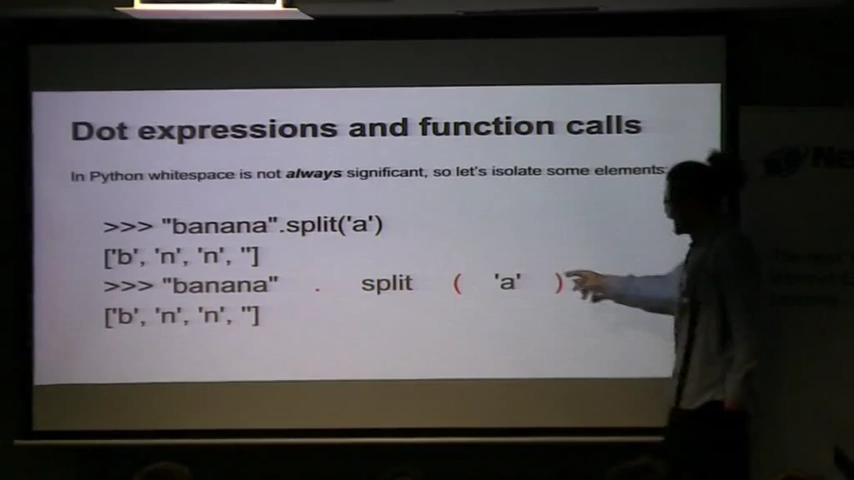 Dot expressions and function calls
In Python whitespace is not always significant, so let's isolate some elements
>>> "banana".split('a')
['b', 'n', 'n', '']
>>> "banana" . split ( 'a' )
['b', 'n', 'n', '']